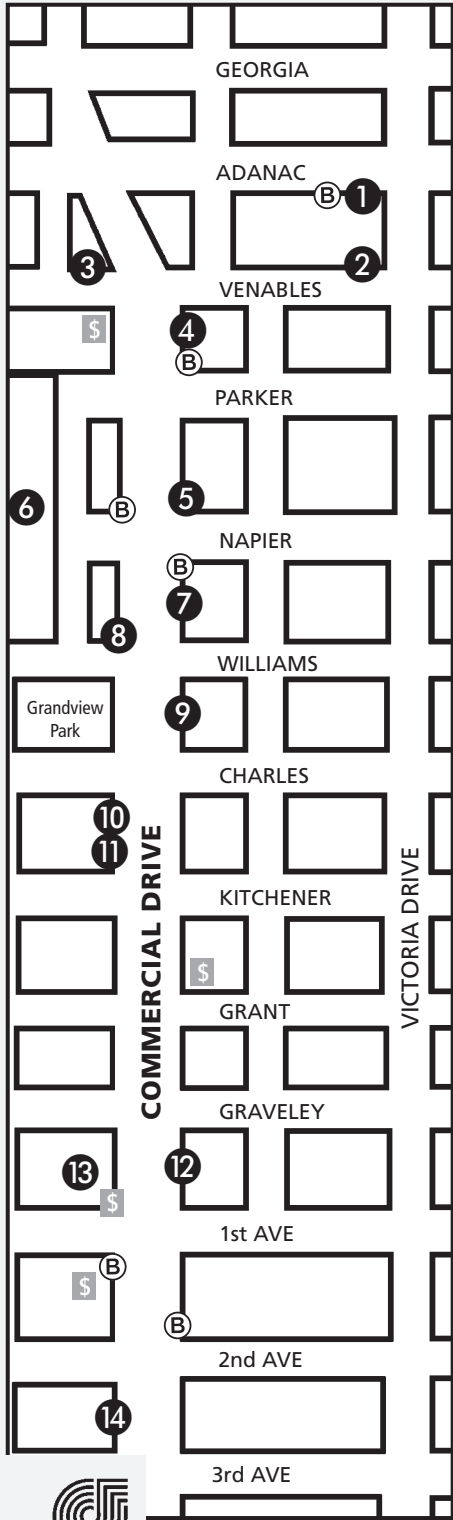 GEORGIA
ADANAC
B 1
3
2
VENABLES
$
4
B
PARKER
6
B
5
NAPIER
B
7
8
WILLIAMS
Grandview
Park
9
CHARLES
10
11
COMMERCIAL DRIVE
VICTORIA DRIVE
KITCHENER
$
GRANT
GRAVELEY
13
12
$
1st AVE
B
$
B
2nd AVE
14
3rd AVE